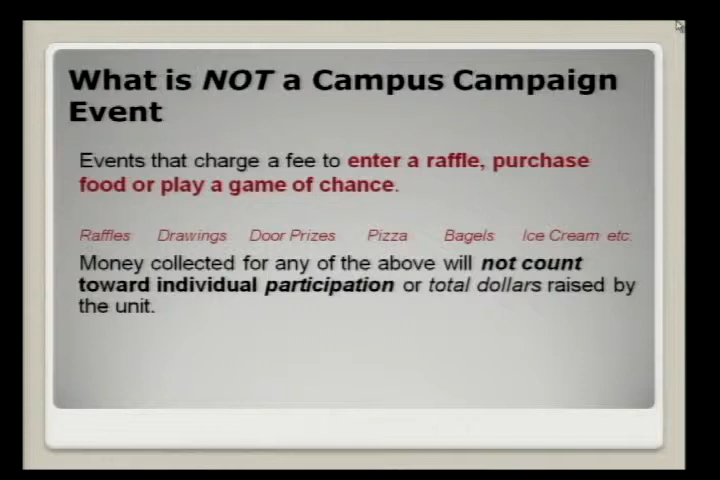 What is NOT a Campus Campaign
Event
Events that charge a fee to enter a raffle, purchase
food or play a game of chance.
Raffles Drawings Door Prizes Pizza Bagels Ice Cream etc.
Money collected for any of the above will not count
toward individual participation or total dollars raised by
the unit.